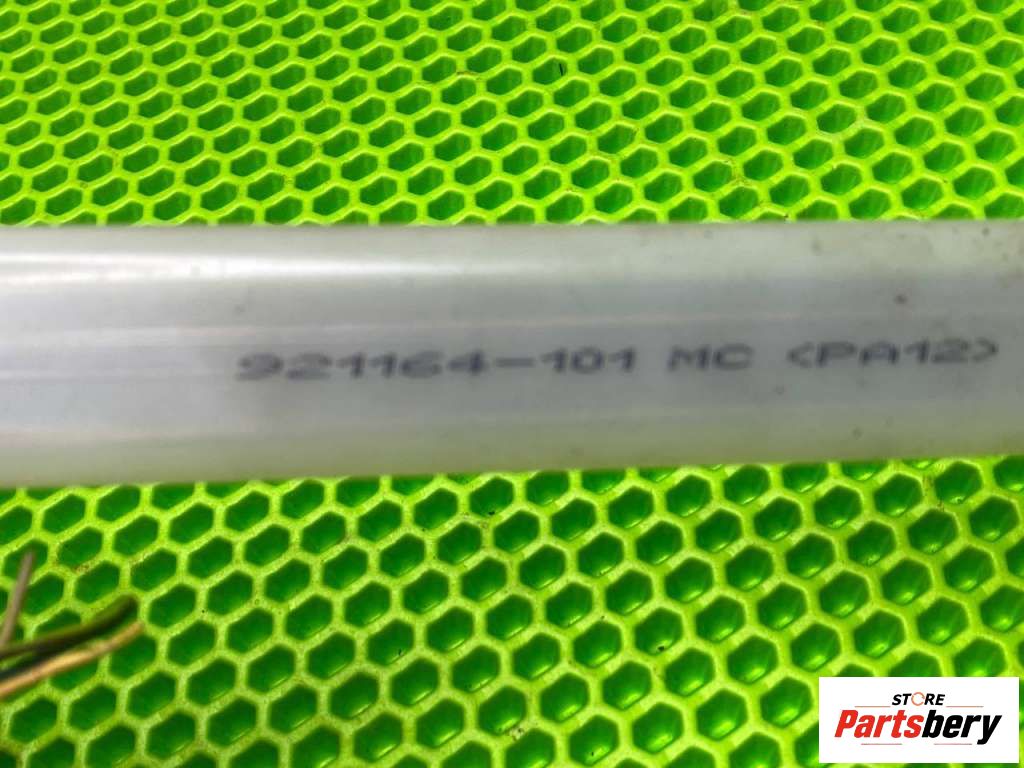 921164-101 MC <PA12>
STORE
Partsbery